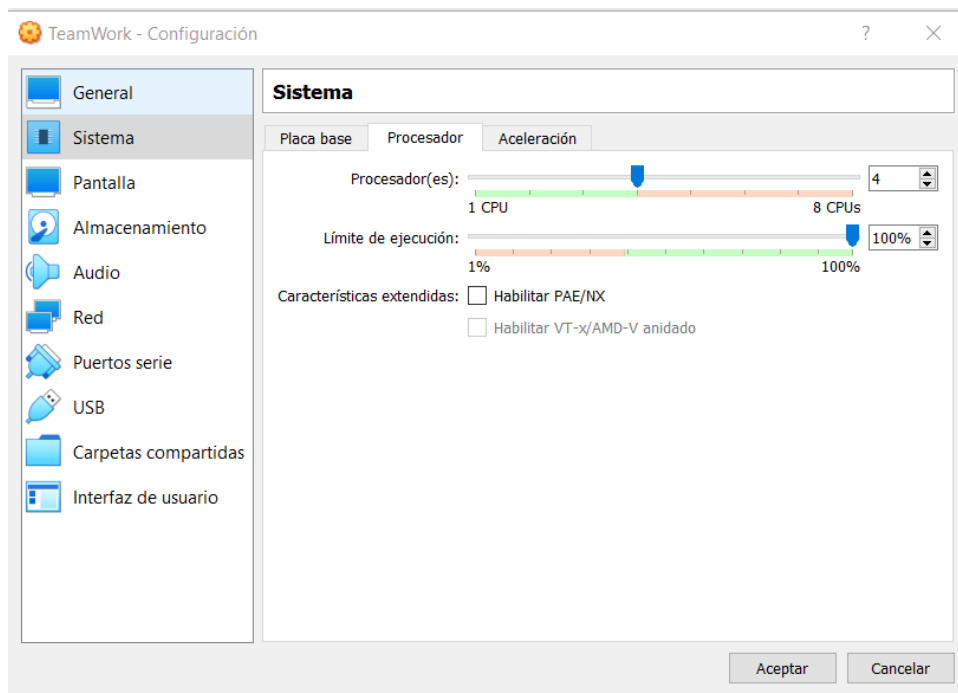 TeamWork - Configuración ?
General
Sistema
Pantalla
Almacenamiento
Audio
Red
Puertos serie
USB
Carpetas compartidas
Interfaz de usuario
Sistema
Placa base Procesador Aceleración
Procesador(es): 4
1 CPU 8 CPUs
Límite de ejecución: 100%
1% 100%
Características extendidas: Habilitar PAE/NX
Habilitar VT-x/AMD-V anidado
Aceptar Cancelar